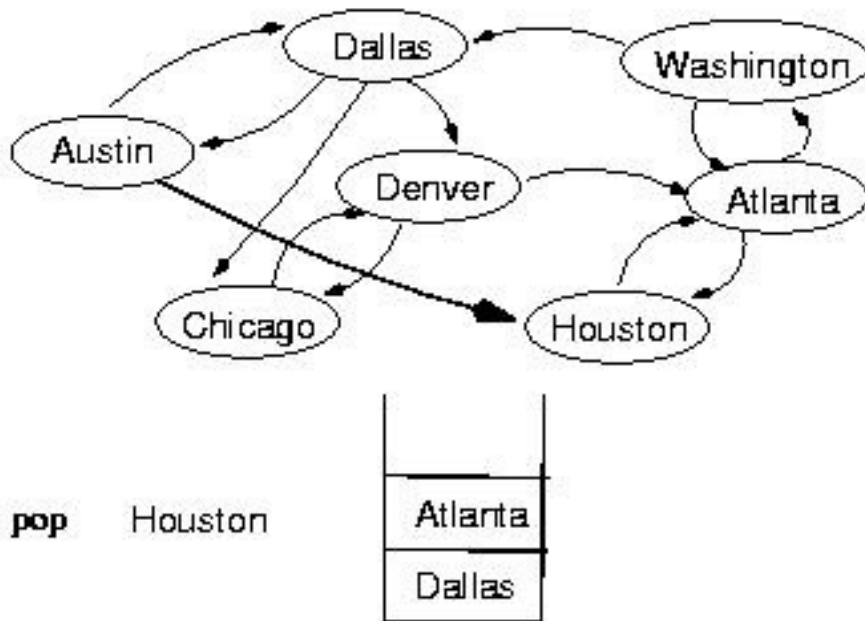 Dallas
Washington
Austin
Denver
Atlanta
Chicago
Houston
pop Houston
Atlanta
Dallas